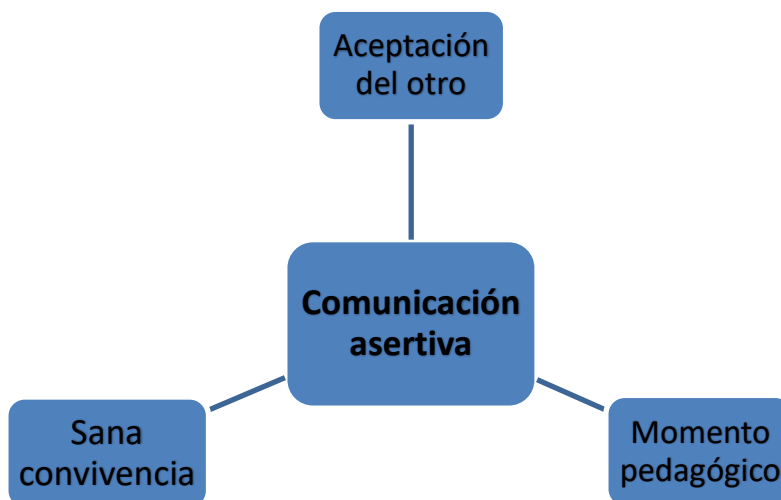 Aceptación
del otro
Comunicación
asertiva
Sana
convivencia
Momento
pedagógico